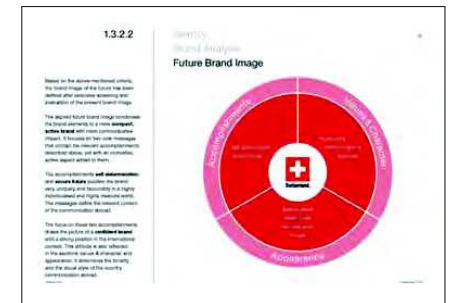 1.3.2.2
Identity
Brand Analysis
Future Brand Image
Based on the above-mentioned criteria,
the brand image of the future has been
defined after selective screening and
evaluation of the present brand image.
The desired future brand image condenses
the brand elements to a more compact,
active brand with more communicative
impact. It focuses on two core messages
that contain the relevant accomplishments
described above, yet with an innovative,
active aspect added to them.
The accomplishments self-determination
and secure future position the brand
very uniquely and favourably in a highly
individualised and highly insecure world.
The messages define the relevant content
of the communication abroad.
The focus on these two accomplishments
draws the picture of a confident brand
with a strong position in the international
context. This attitude is also reflected
in the assertive values & character and
appearance. It determines the tonality
and the visual style of the country
communication abroad.
Accomplishments
Values & Character
Switzerland.
Appearance